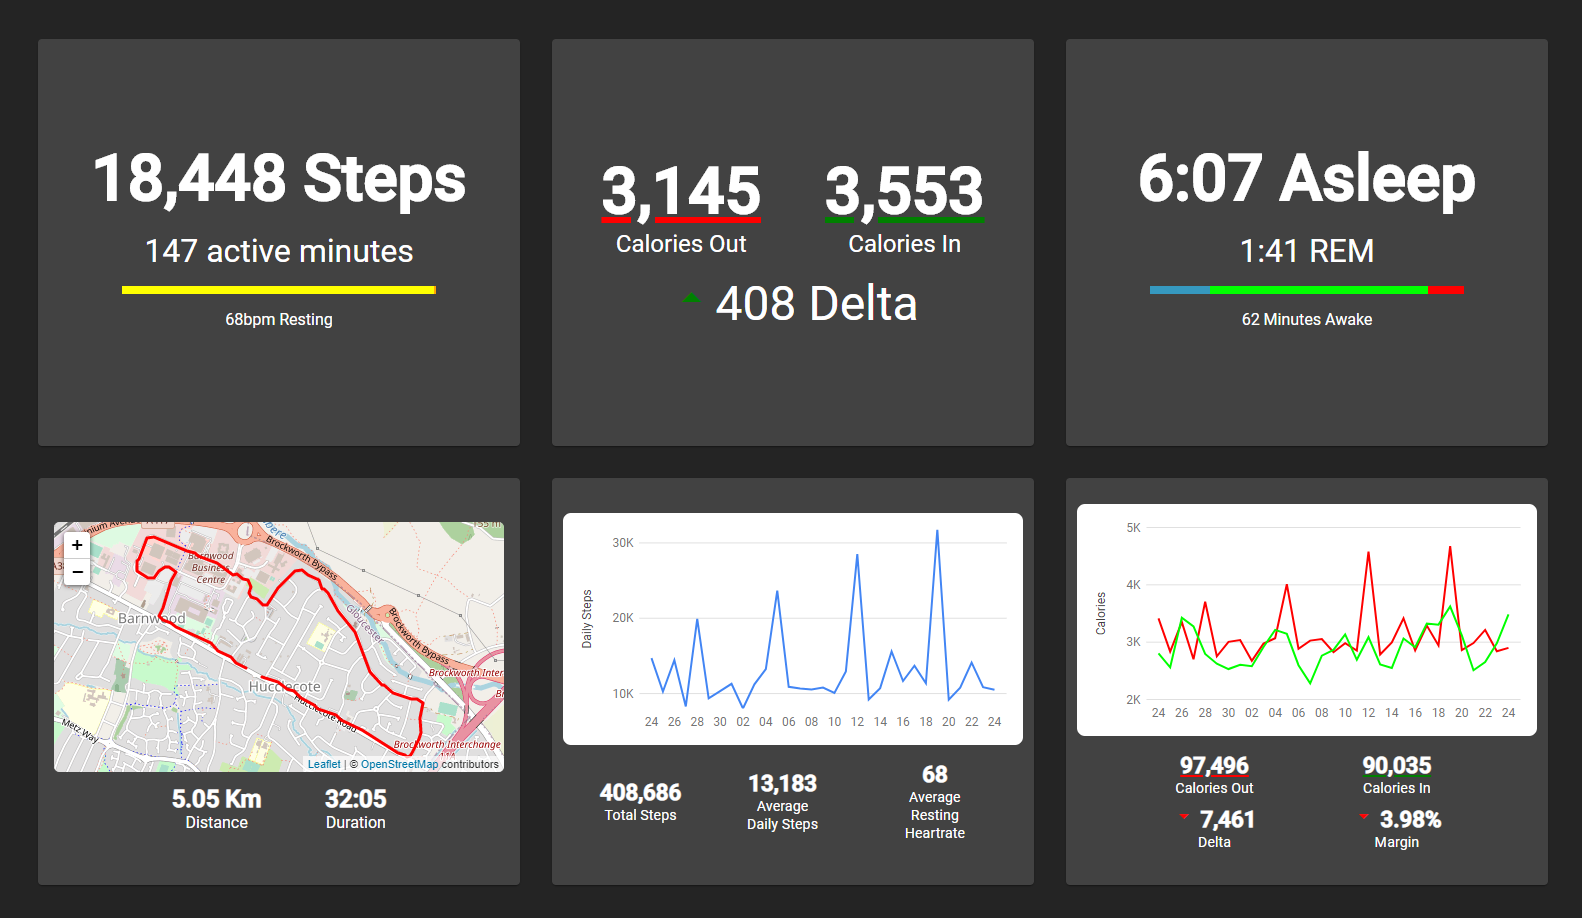 18,448 Steps
147 active minutes
68bpm Resting
3,145
Calories Out
3,553
Calories In
408 Delta
6:07 Asleep
1:41 REM
62 Minutes Awake
+
−
Brockworth Bypass
Barnwood
Business
Centre
Barnwood
Gloucester
Brockworth Bypass
Hucclecote
Hucclecote Road
Metz Way
Brockworth Inter
Brockworth Interchange
Leaflet | © OpenStreetMap contributors
5.05 Km
Distance
32:05
Duration
Daily Steps
30K
20K
10K
24 26 28 30 02 04 06 08 10 12 14 16 18 20 22 24
408,686
Total Steps
13,183
Average
Daily Steps
68
Average
Resting
Heartrate
Calories
5K
4K
3K
2K
24 26 28 30 02 04 06 08 10 12 14 16 18 20 22 24
97,496
Calories Out
90,035
Calories In
7,461
Delta
3.98%
Margin